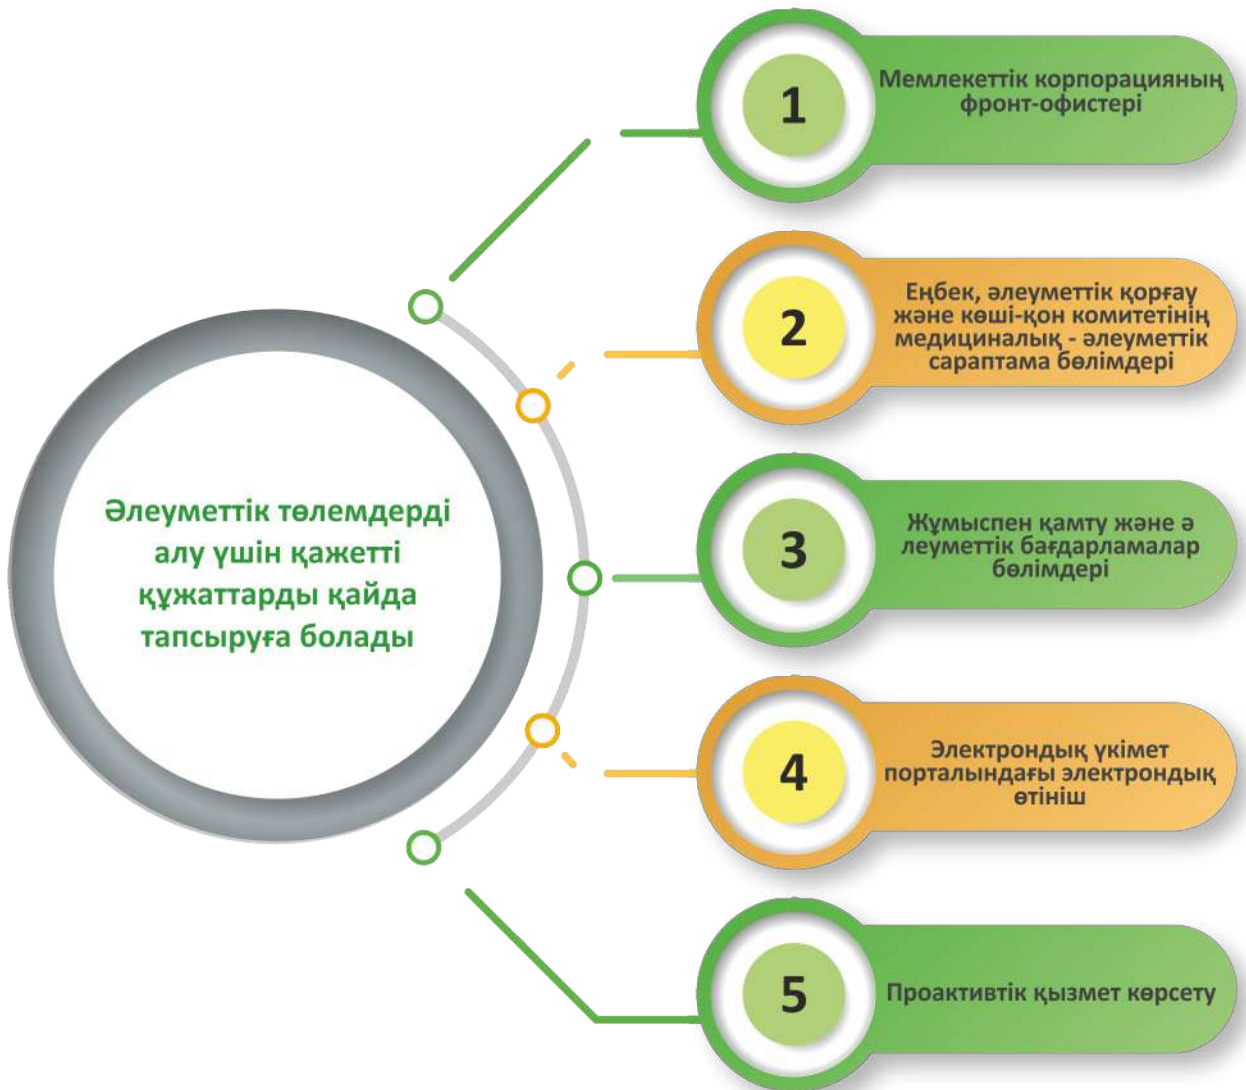 Әлеуметтік төлемдерді
алу үшін қажетті
құжаттарды қайда
тапсыруға болады
1
Мемлекеттік корпорацияның
фронт-офистері
2
Еңбек, әлеуметтік қорғау
және көші-қон комитетінің
медициналық - әлеуметтік
сараптама бөлімдері
3
Жұмыспен қамту және ә
леуметтік бағдарламалар
бөлімдері
4
Электрондық үкімет
порталындағы электрондық
өтініш
5
Проактивтік қызмет көрсету